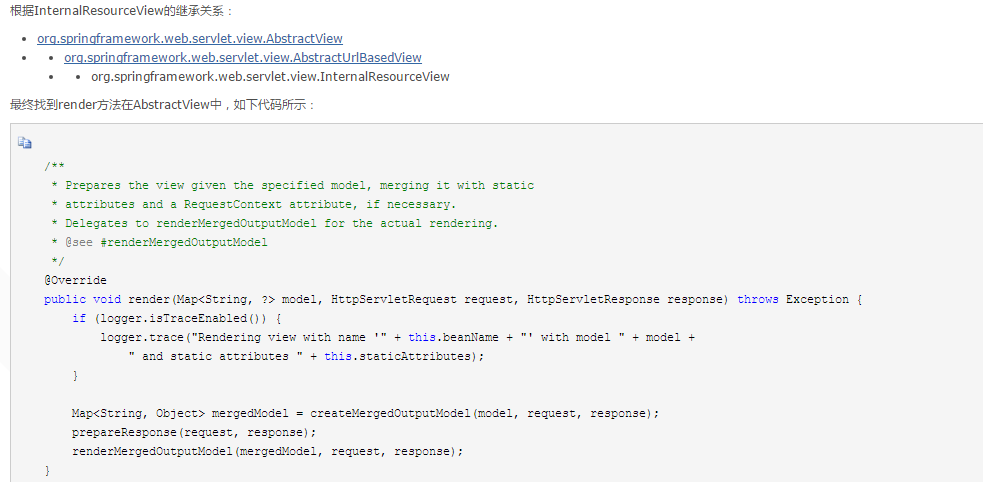 根据InternalResourceView的继承关系：
org.springframework.web.servlet.view.AbstractView
org.springframework.web.servlet.view.AbstractUrlBasedView
org.springframework.web.servlet.view.InternalResourceView
最终找到render方法在AbstractView中，如下代码所示：
/**
 * Prepares the view given the specified model, merging it with static
 * attributes and a RequestContext attribute, if necessary.
 * Delegates to renderMergedOutputModel for the actual rendering.
 * @see #renderMergedOutputModel
 */
@Override
public void render(Map<String, ?> model, HttpServletRequest request, HttpServletResponse response) throws Exception {
    if (logger.isTraceEnabled()) {
        logger.trace("Rendering view with name '" + this.beanName + "' with model " + model +
            " and static attributes " + this.staticAttributes);
    }
    Map<String, Object> mergedModel = createMergedOutputModel(model, request, response);
    prepareResponse(request, response);
    renderMergedOutputModel(mergedModel, request, response);
}